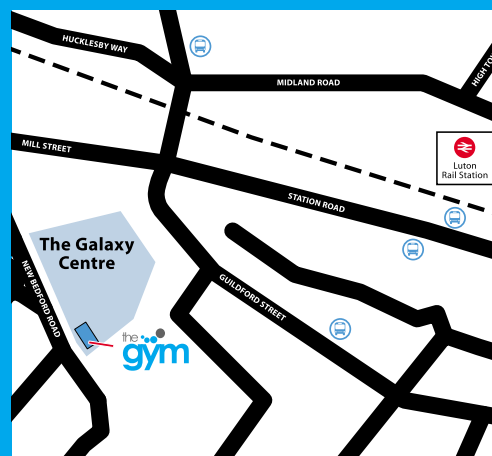 HUCKLESBY WAY
MIDLAND ROAD
HIGH
MILL STREET
Luton
Rail Station
STATION ROAD
The Galaxy
Centre
NEW BEDFORD ROAD
GUILDFORD STREET
the
gym